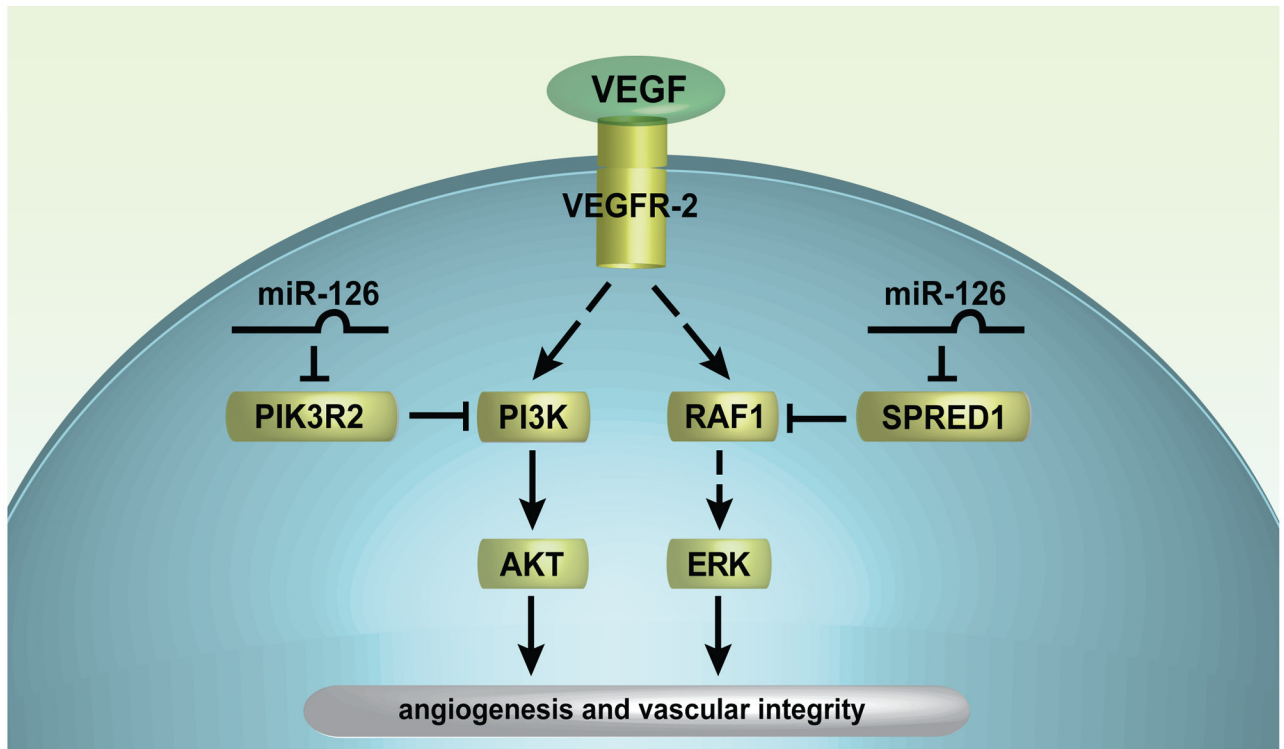 VEGF
VEGFR-2
miR-126
miR-126
PIK3R2
PI3K
RAF1
SPRED1
AKT
ERK
angiogenesis and vascular integrity